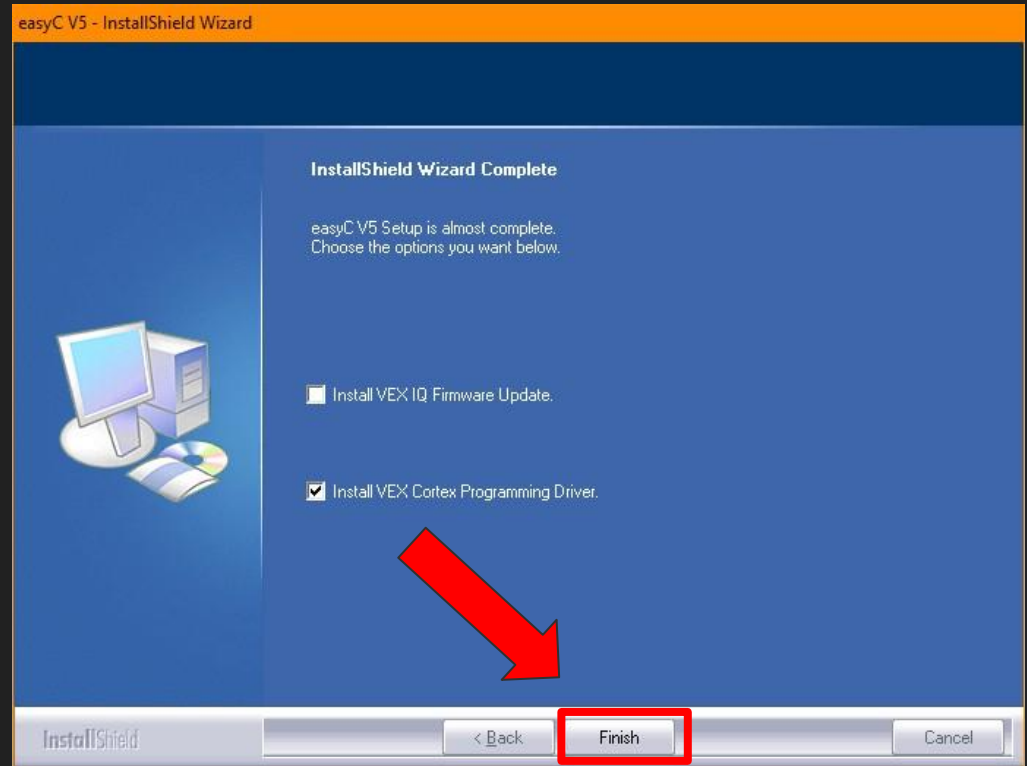 easyC V5 - InstallShield Wizard
InstallShield Wizard Complete
easyC V5 Setup is almost complete.
Choose the options you want below.
Install VEX IQ Firmware Update.
Install VEX Cortex Programming Driver.
InstallShield
< Back
Finish
Cancel